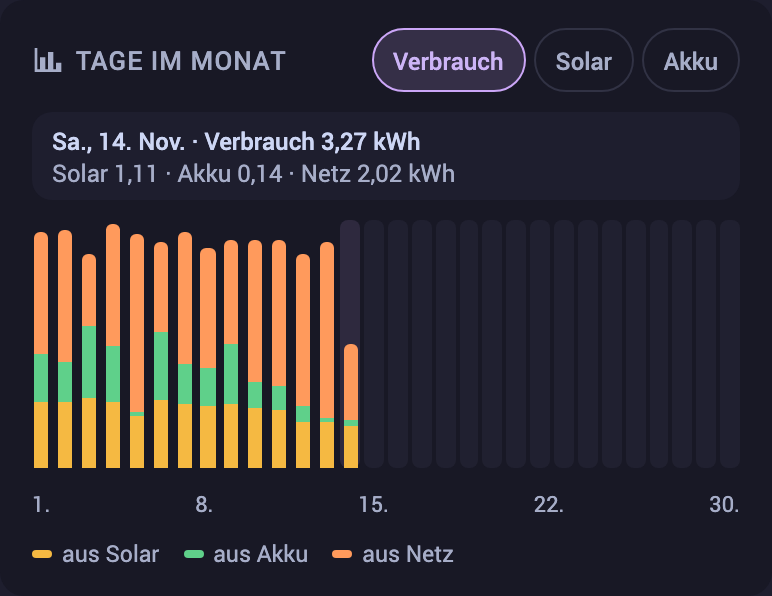 TAGE IM MONAT
Verbrauch
Solar
Akku
Sa., 14. Nov. · Verbrauch 3,27 kWh
Solar 1,11 · Akku 0,14 · Netz 2,02 kWh
1. 8. 15. 22. 30.
aus Solar aus Akku aus Netz